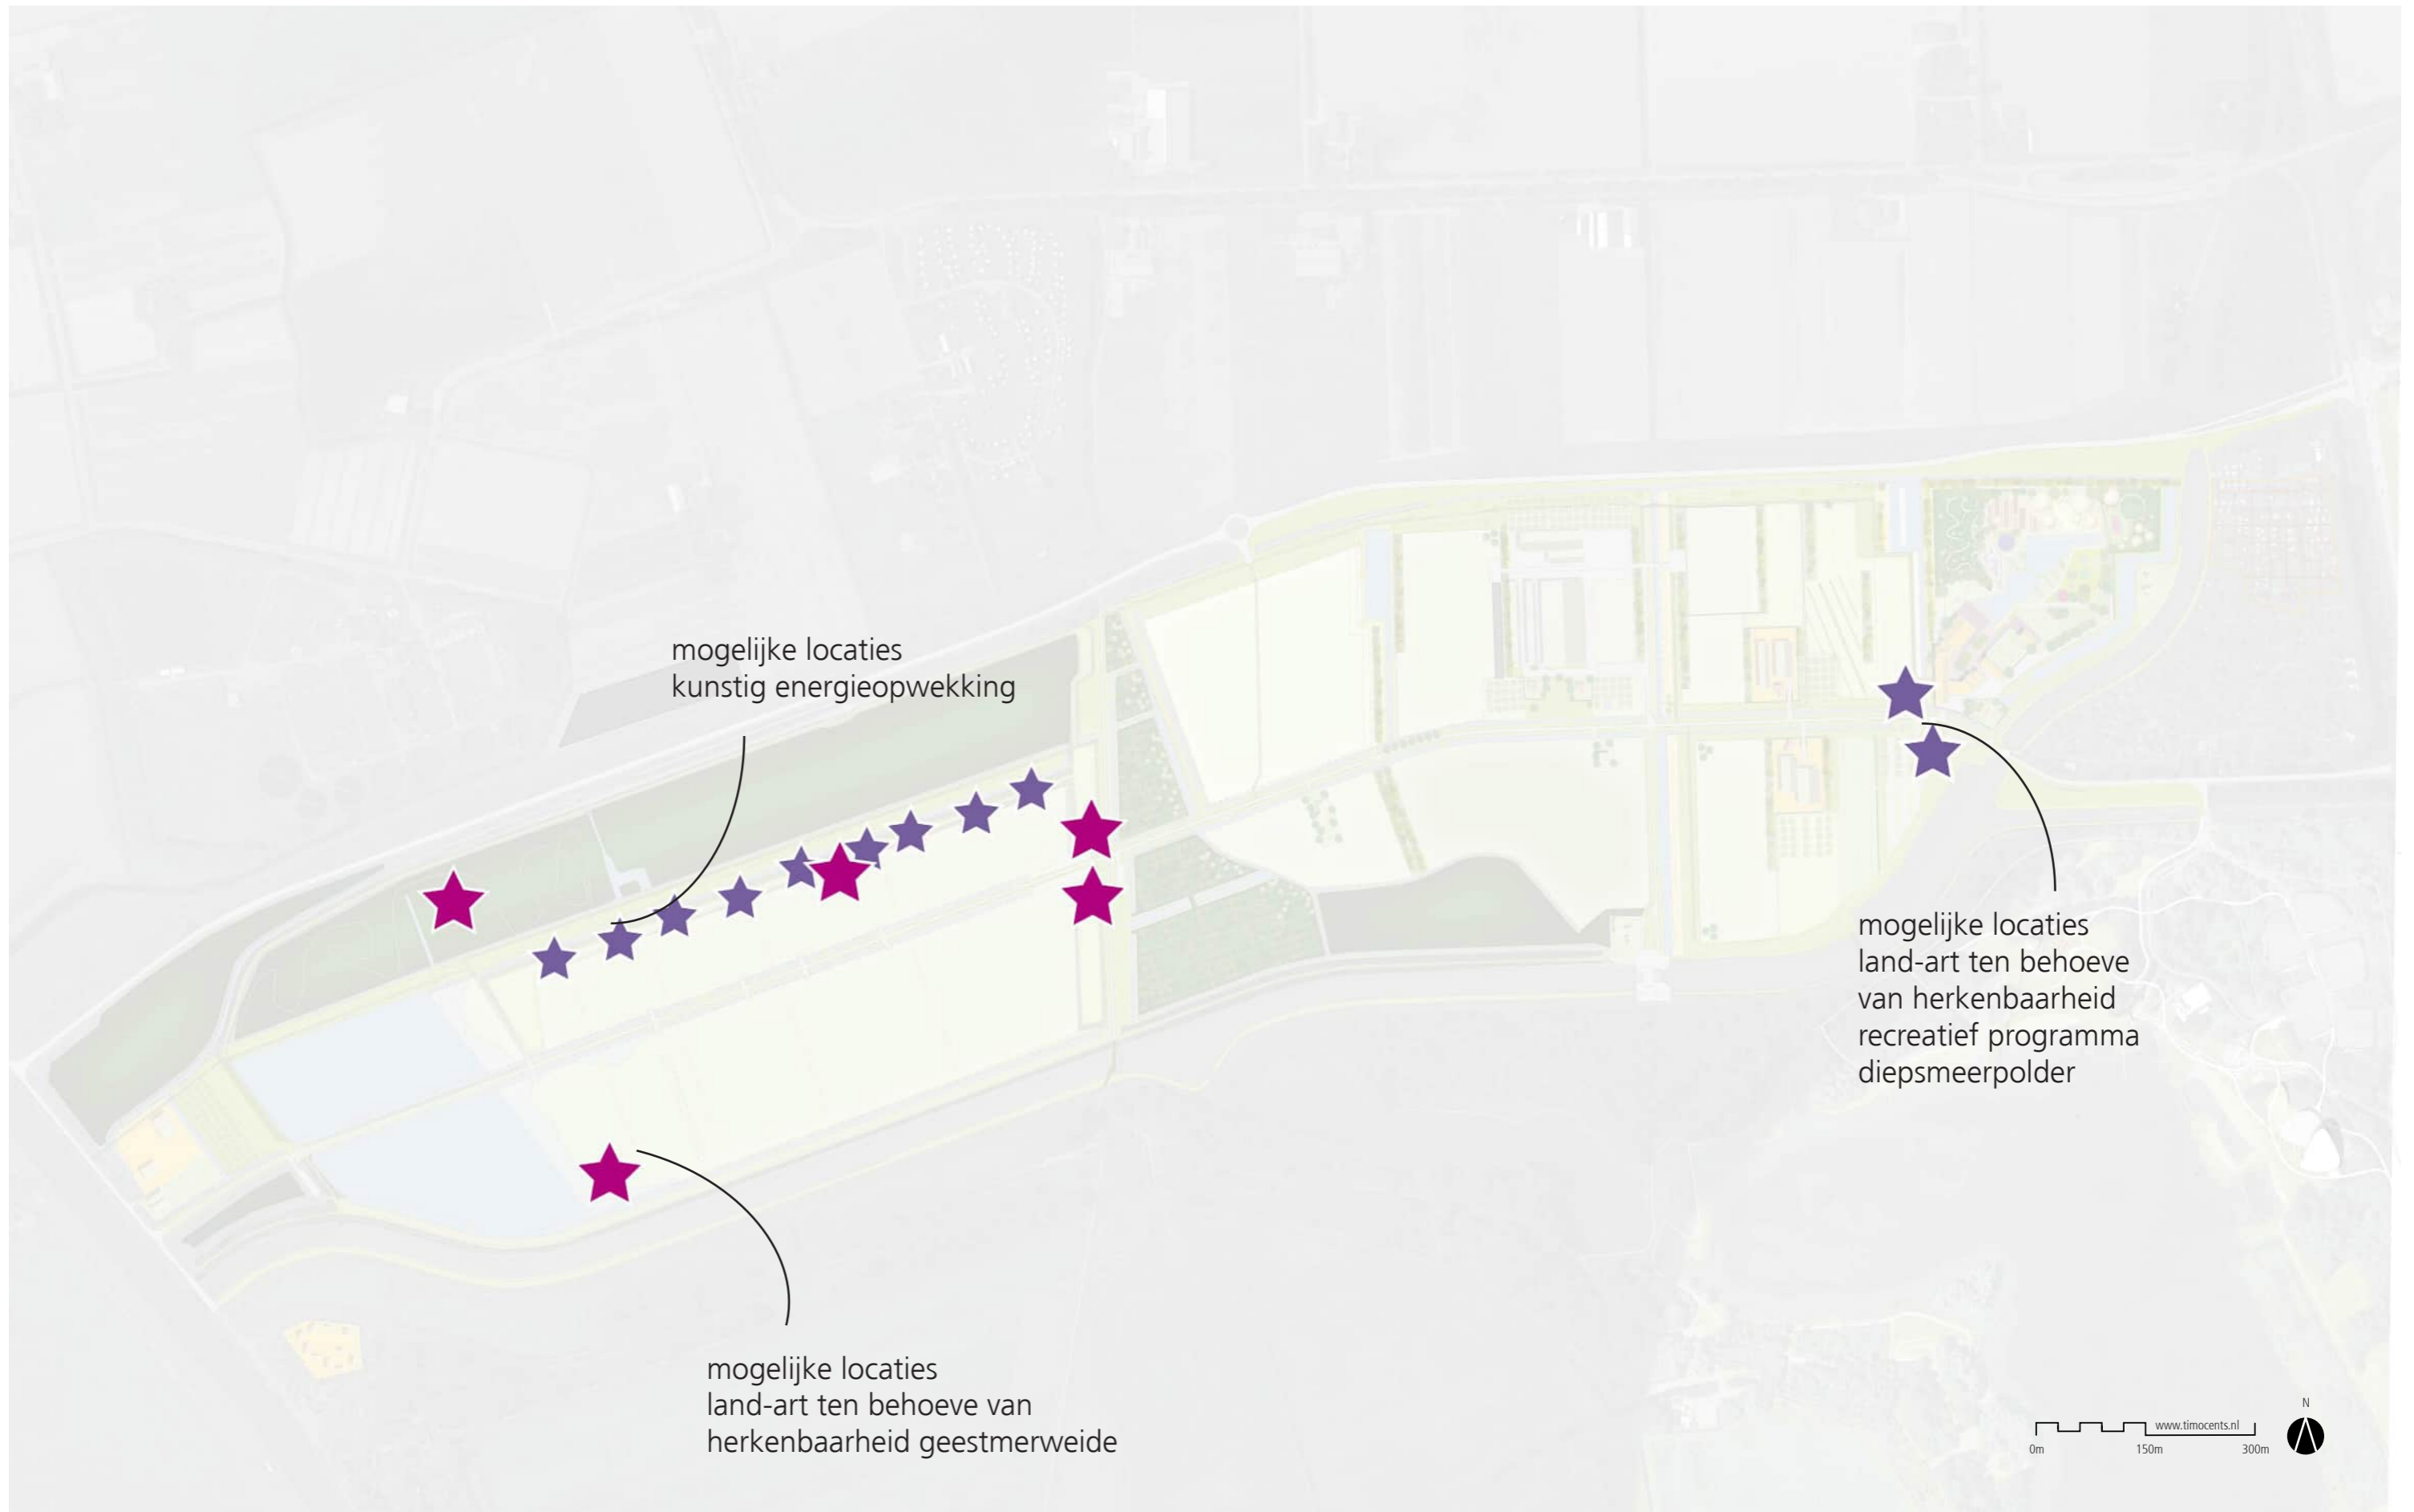 mogelijke locaties
kunstig energieopwekking
mogelijke locaties
land-art ten behoeve
van herkenbaarheid
recreatief programma
diepsmeerpolder
mogelijke locaties
land-art ten behoeve van
herkenbaarheid geestmerweide
N
www.timocents.nl
0m 150m 300m